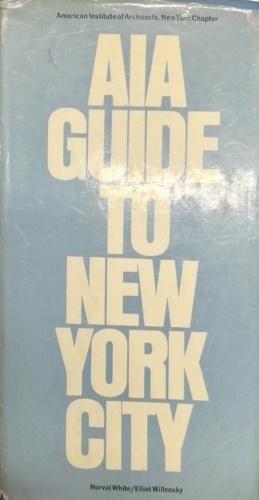 American Institute of Architects, New York Chapter
AIA
GUIDE
TO
NEW
YORK
CITY
Norval White/Elliot Willensky